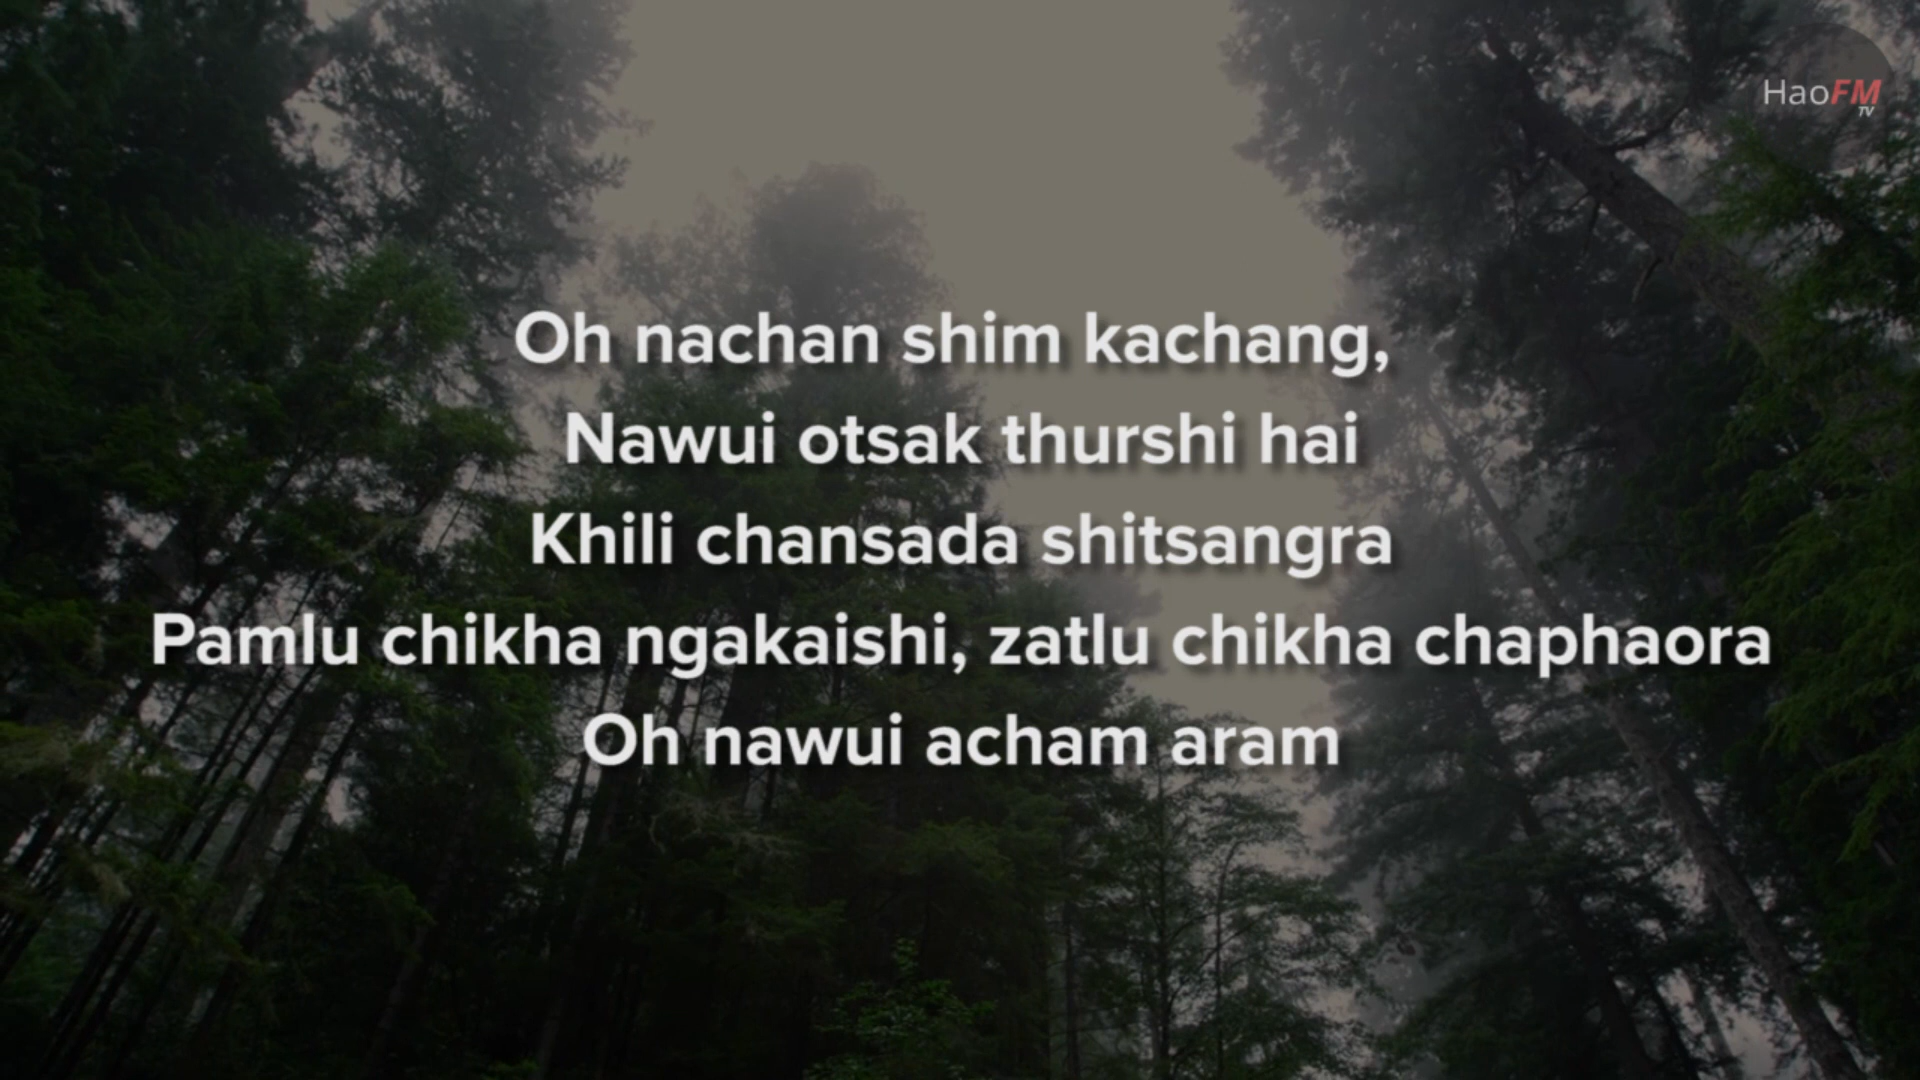 HaoFM
TV
Oh nachan shim kachang,
Nawui otsak thurshi hai
Khili chansada shitsangra
Pamlu chikha ngakaishi, zatlu chikha chaphaora
Oh nawui acham aram